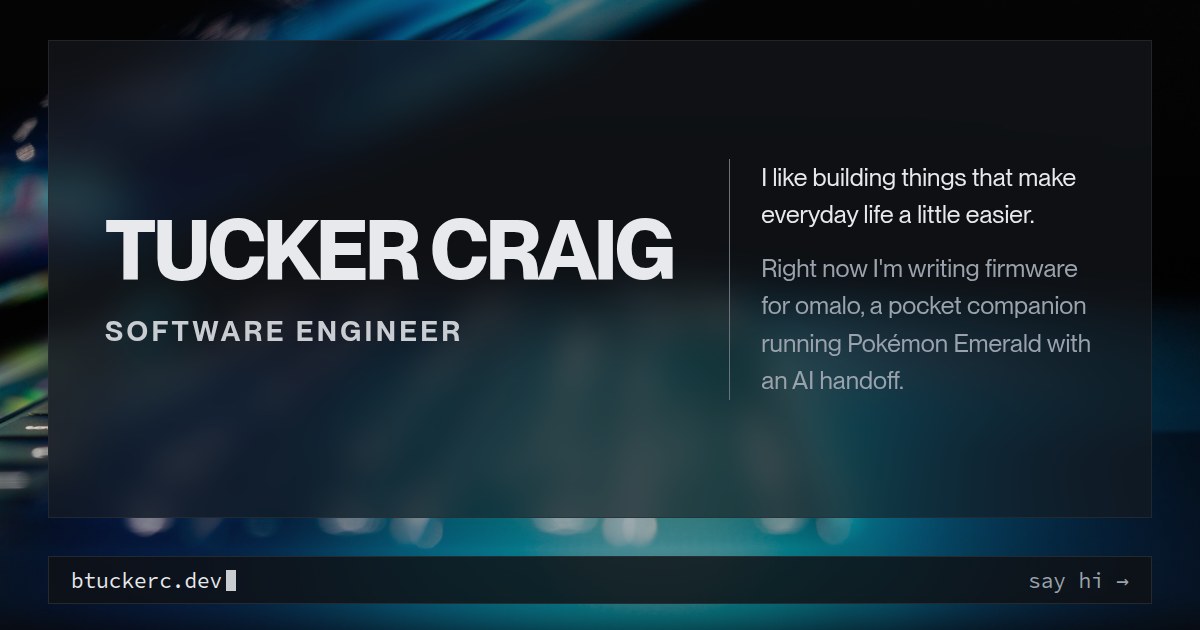 TUCKER CRAIG
SOFTWARE ENGINEER
I like building things that make
everyday life a little easier.
Right now I'm writing firmware
for omalo, a pocket companion
running Pokémon Emerald with
an AI handoff.
btuckerc.dev
say hi →